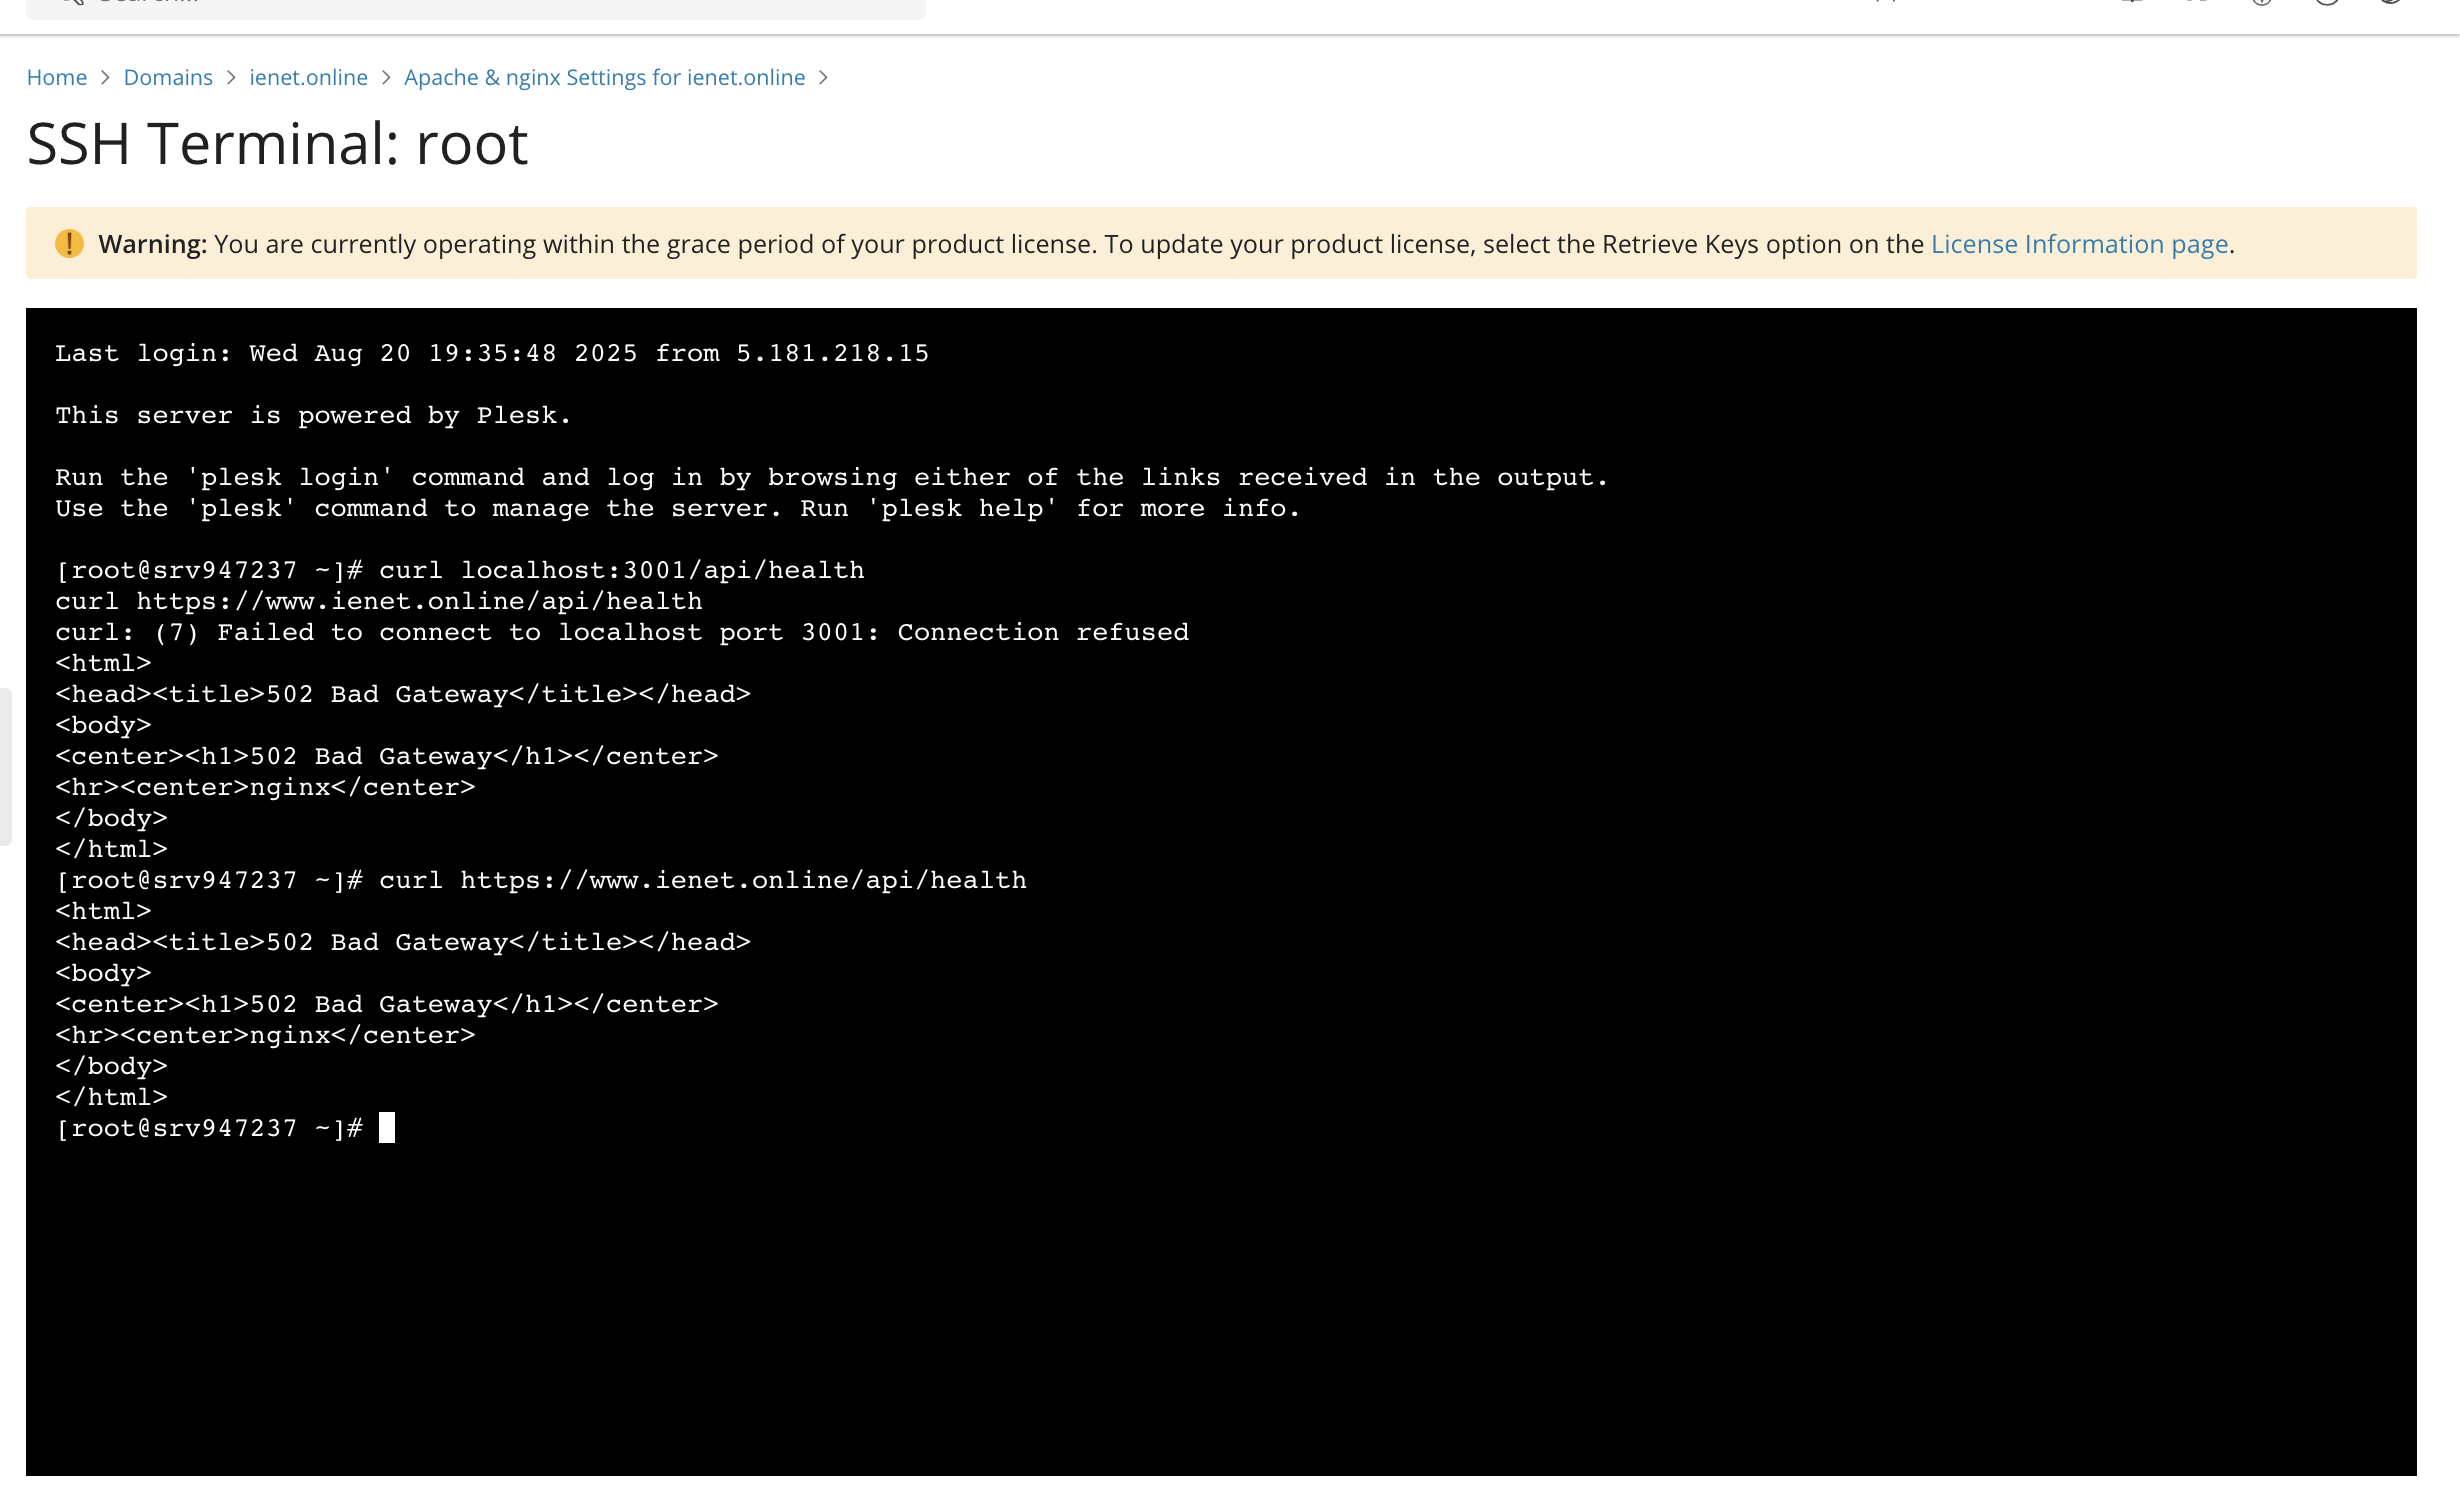 Home > Domains > ienet.online > Apache & nginx Settings for ienet.online >
SSH Terminal: root
Warning: You are currently operating within the grace period of your product license. To update your product license, select the Retrieve Keys option on the License Information page.
Last login: Wed Aug 20 19:35:48 2025 from 5.181.218.15
This server is powered by Plesk.
Run the 'plesk login' command and log in by browsing either of the links received in the output.
Use the 'plesk' command to manage the server. Run 'plesk help' for more info.
[root@srv947237 ~]# curl localhost:3001/api/health
curl https://www.ienet.online/api/health
curl: (7) Failed to connect to localhost port 3001: Connection refused
<html>
<head><title>502 Bad Gateway</title></head>
<body>
<center><h1>502 Bad Gateway</h1></center>
<hr><center>nginx</center>
</body>
</html>
[root@srv947237 ~]# curl https://www.ienet.online/api/health
<html>
<head><title>502 Bad Gateway</title></head>
<body>
<center><h1>502 Bad Gateway</h1></center>
<hr><center>nginx</center>
</body>
</html>
[root@srv947237 ~]#